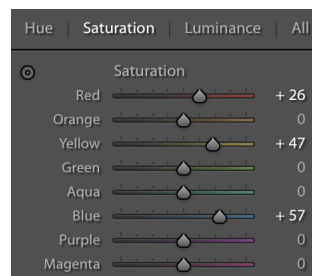 Hue | Saturation | Luminance | All
Saturation
Red + 26
Orange 0
Yellow + 47
Green 0
Aqua 0
Blue + 57
Purple 0
Magenta 0